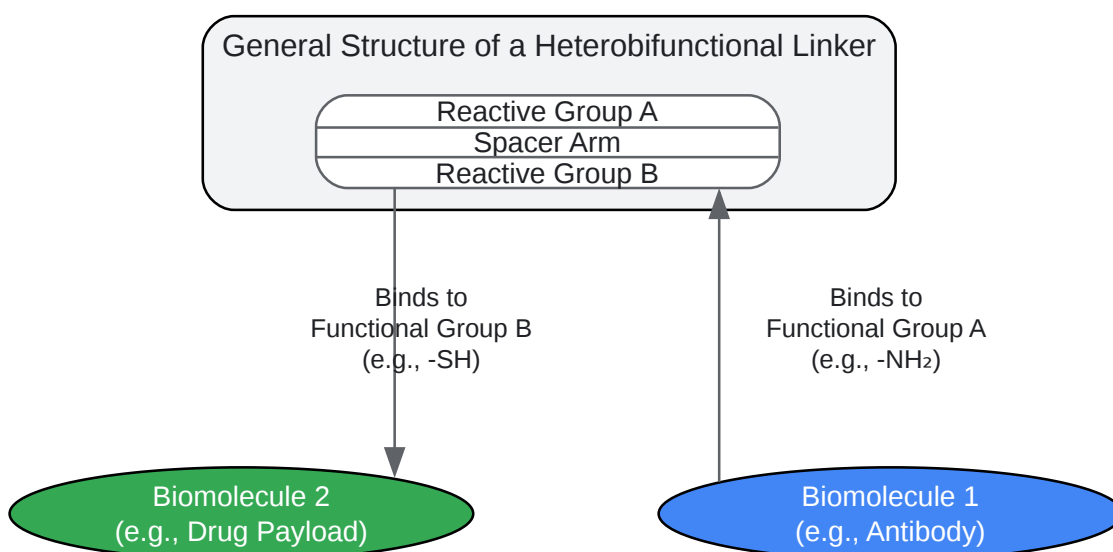 General Structure of a Heterobifunctional Linker
Reactive Group A
Spacer Arm
Reactive Group B
Binds to
Functional Group B
(e.g., -SH)
Binds to
Functional Group A
(e.g., -NH₂)
Biomolecule 2
(e.g., Drug Payload)
Biomolecule 1
(e.g., Antibody)